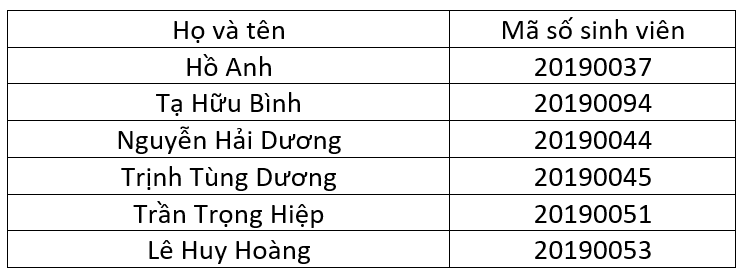 Họ và tên Mã số sinh viên
Hồ Anh 20190037
Tạ Hữu Bình 20190094
Nguyễn Hải Dương 20190044
Trịnh Tùng Dương 20190045
Trần Trọng Hiệp 20190051
Lê Huy Hoàng 20190053